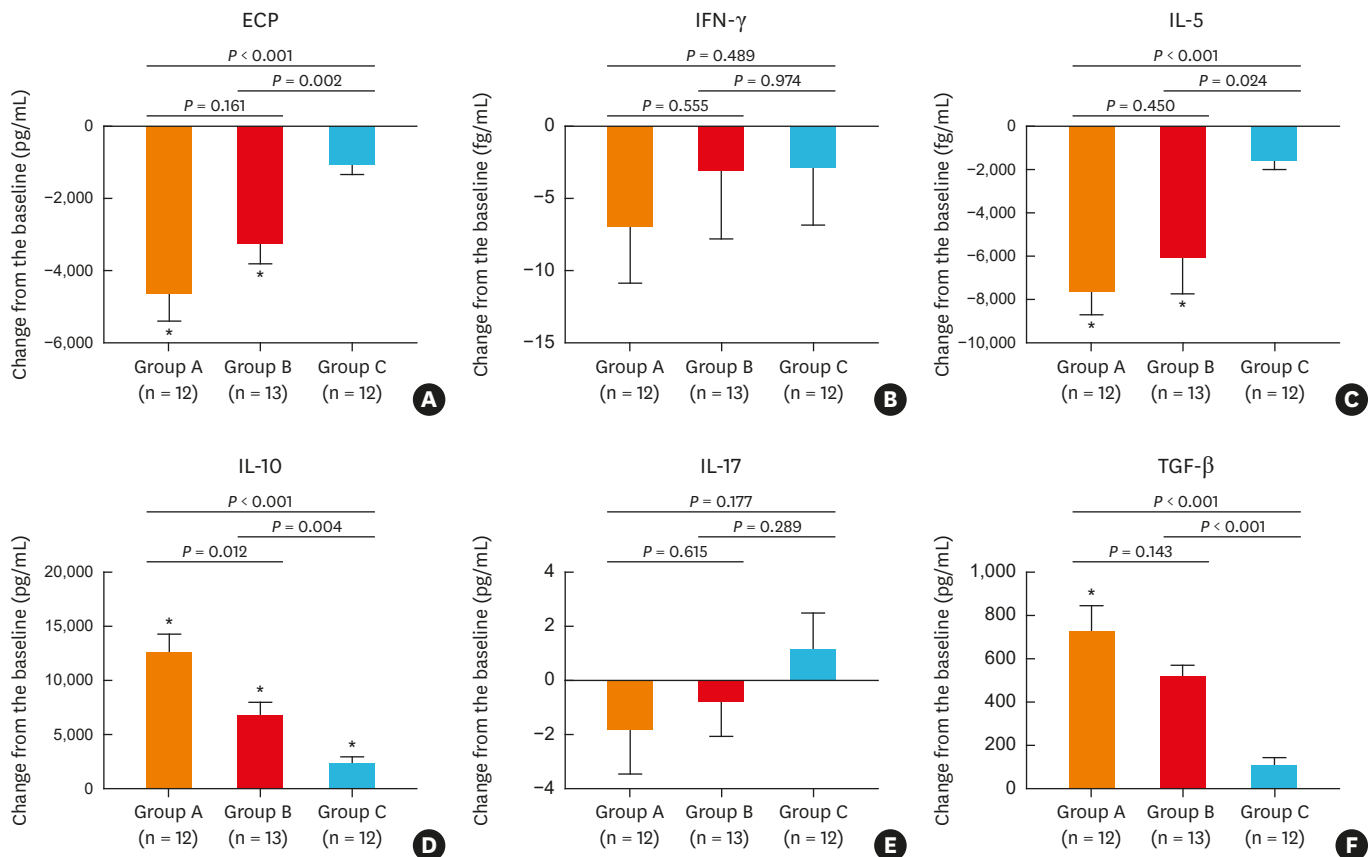 ECP
P < 0.001
P = 0.002
P = 0.161
Change from the baseline (pg/mL)
0
−2,000
−4,000
−6,000
*
*
Group A
(n = 12)
Group B
(n = 13)
Group C
(n = 12)
A
IFN-γ
P = 0.489
P = 0.974
P = 0.555
Change from the baseline (fg/mL)
0
−5
−10
−15
Group A
(n = 12)
Group B
(n = 13)
Group C
(n = 12)
B
IL-5
P < 0.001
P = 0.024
P = 0.450
Change from the baseline (fg/mL)
0
−2,000
−4,000
−6,000
−8,000
−10,000
*
*
Group A
(n = 12)
Group B
(n = 13)
Group C
(n = 12)
C
IL-10
P < 0.001
P = 0.004
P = 0.012
Change from the baseline (pg/mL)
20,000
15,000
10,000
5,000
0
*
*
*
Group A
(n = 12)
Group B
(n = 13)
Group C
(n = 12)
D
IL-17
P = 0.177
P = 0.289
P = 0.615
Change from the baseline (pg/mL)
4
2
0
−2
−4
Group A
(n = 12)
Group B
(n = 13)
Group C
(n = 12)
E
TGF-β
P < 0.001
P < 0.001
P = 0.143
Change from the baseline (pg/mL)
1,000
800
600
400
200
0
*
Group A
(n = 12)
Group B
(n = 13)
Group C
(n = 12)
F